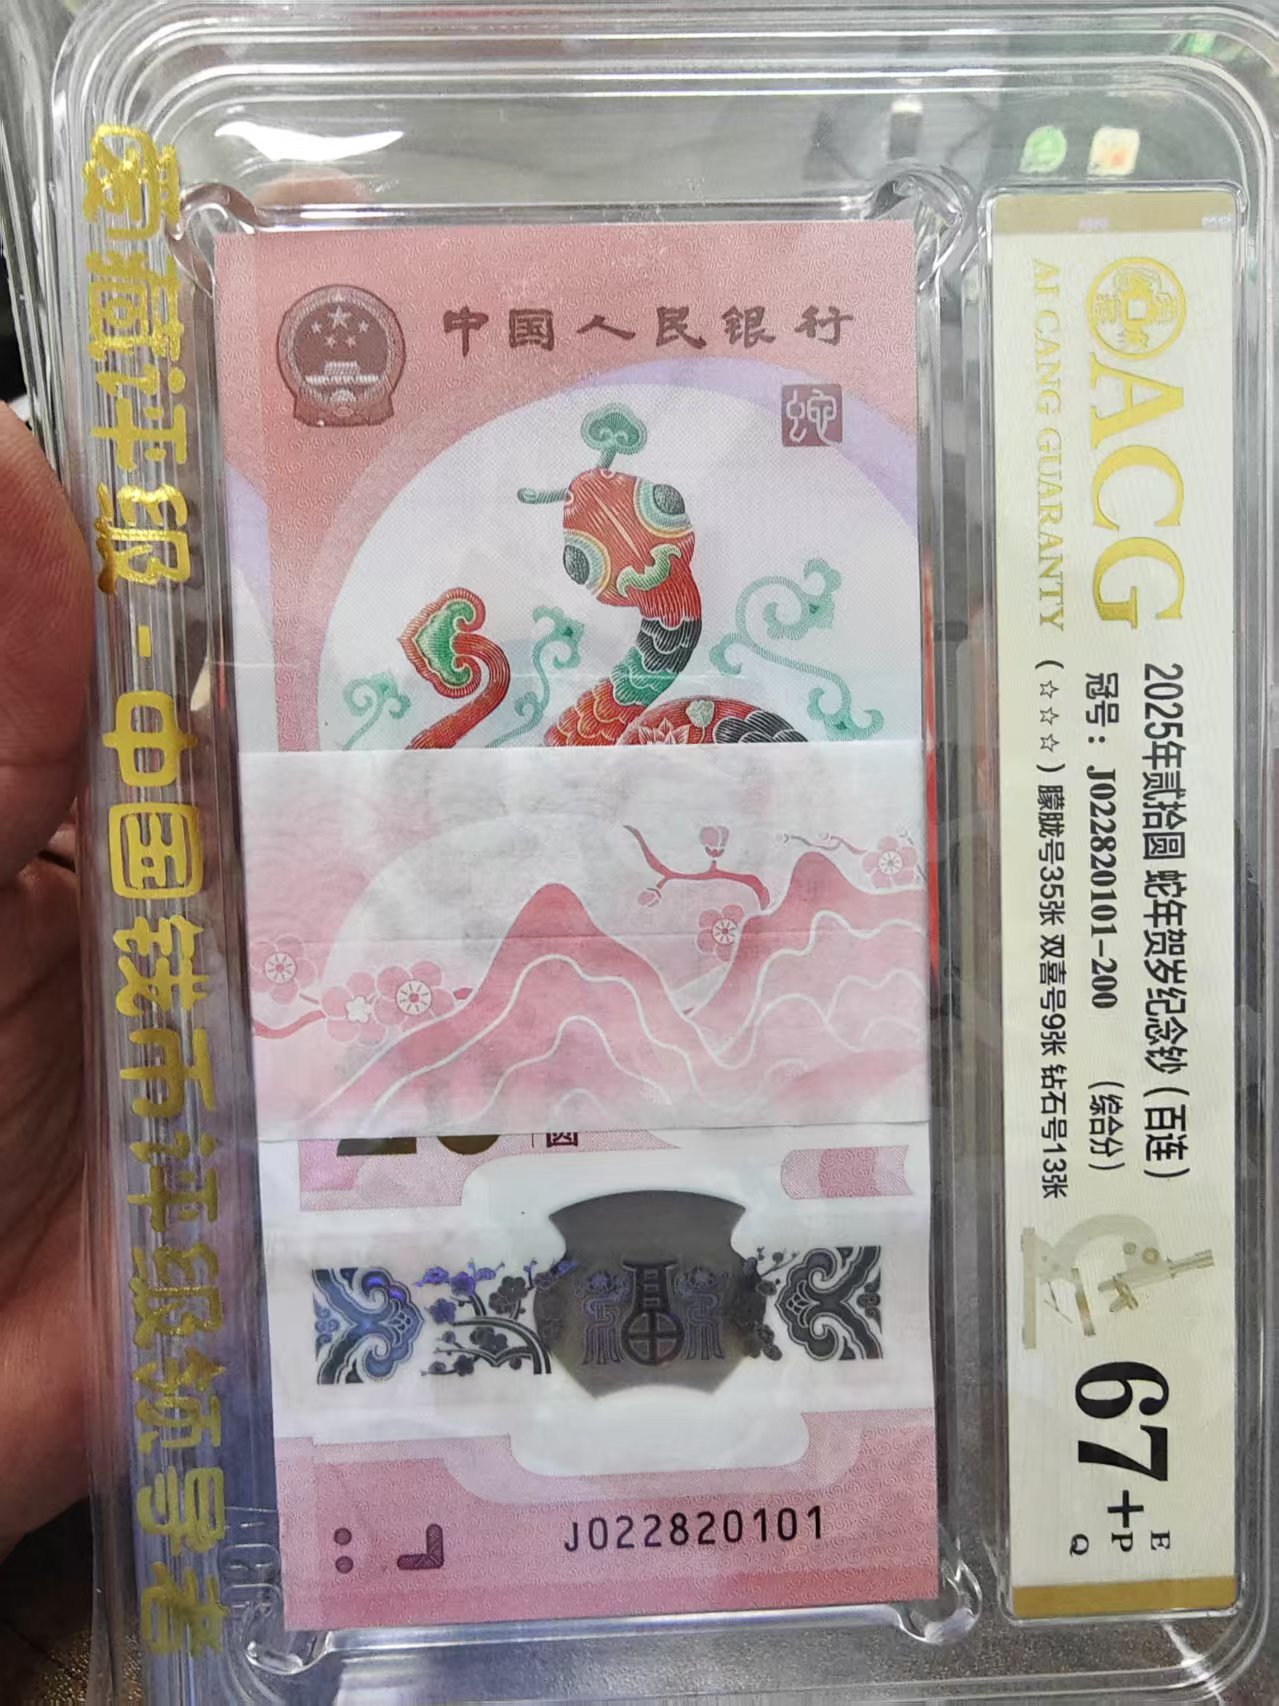 爱藏评级-中国钱币评级领导者
中国人民银行
蛇
圆
J022820101
ACG
AI CANG GUARANTY
2025年贰拾圆 蛇年贺岁纪念钞（百连）
冠号：J022820101-200 （综合分）
（☆☆☆）朦胧号35张 双喜号9张 钻石号13张
67+
E
P
Q